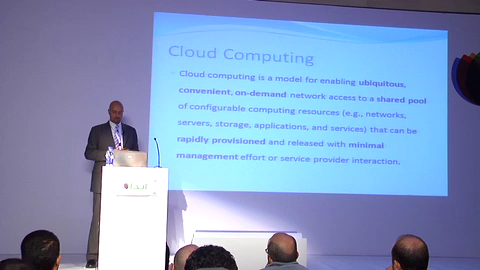 Cloud Computing
Cloud computing is a model for enabling ubiquitous,
convenient, on-demand network access to a shared pool
of configurable computing resources (e.g., networks,
servers, storage, applications, and services) that can be
rapidly provisioned and released with minimal
management effort or service provider interaction.